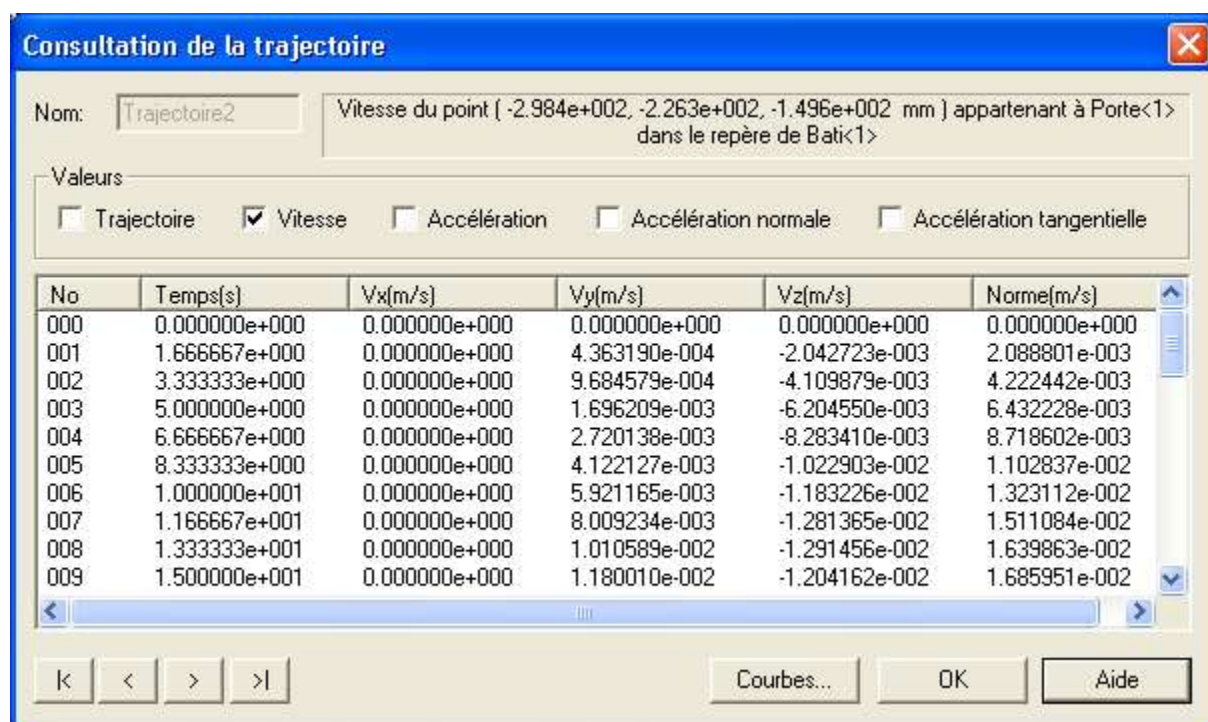 Consultation de la trajectoire
Nom: Trajectoire2
Vitesse du point ( -2.984e+002, -2.263e+002, -1.496e+002 mm ) appartenant à Porte<1>
dans le repère de Bati<1>
Valeurs
Trajectoire Vitesse Accélération Accélération normale Accélération tangentielle
No Temps(s) Vx(m/s) Vy(m/s) Vz(m/s) Norme(m/s)
000 0.000000e+000 0.000000e+000 0.000000e+000 0.000000e+000 0.000000e+000
001 1.666667e+000 0.000000e+000 4.363190e-004 -2.042723e-003 2.088801e-003
002 3.333333e+000 0.000000e+000 9.684579e-004 -4.109879e-003 4.222442e-003
003 5.000000e+000 0.000000e+000 1.696209e-003 -6.204550e-003 6.432228e-003
004 6.666667e+000 0.000000e+000 2.720138e-003 -8.283410e-003 8.718602e-003
005 8.333333e+000 0.000000e+000 4.122127e-003 -1.022903e-002 1.102837e-002
006 1.000000e+001 0.000000e+000 5.921165e-003 -1.183226e-002 1.323112e-002
007 1.166667e+001 0.000000e+000 8.009234e-003 -1.281365e-002 1.511084e-002
008 1.333333e+001 0.000000e+000 1.010589e-002 -1.291456e-002 1.639863e-002
009 1.500000e+001 0.000000e+000 1.180010e-002 -1.204162e-002 1.685951e-002
|< < > >| Courbes... OK Aide